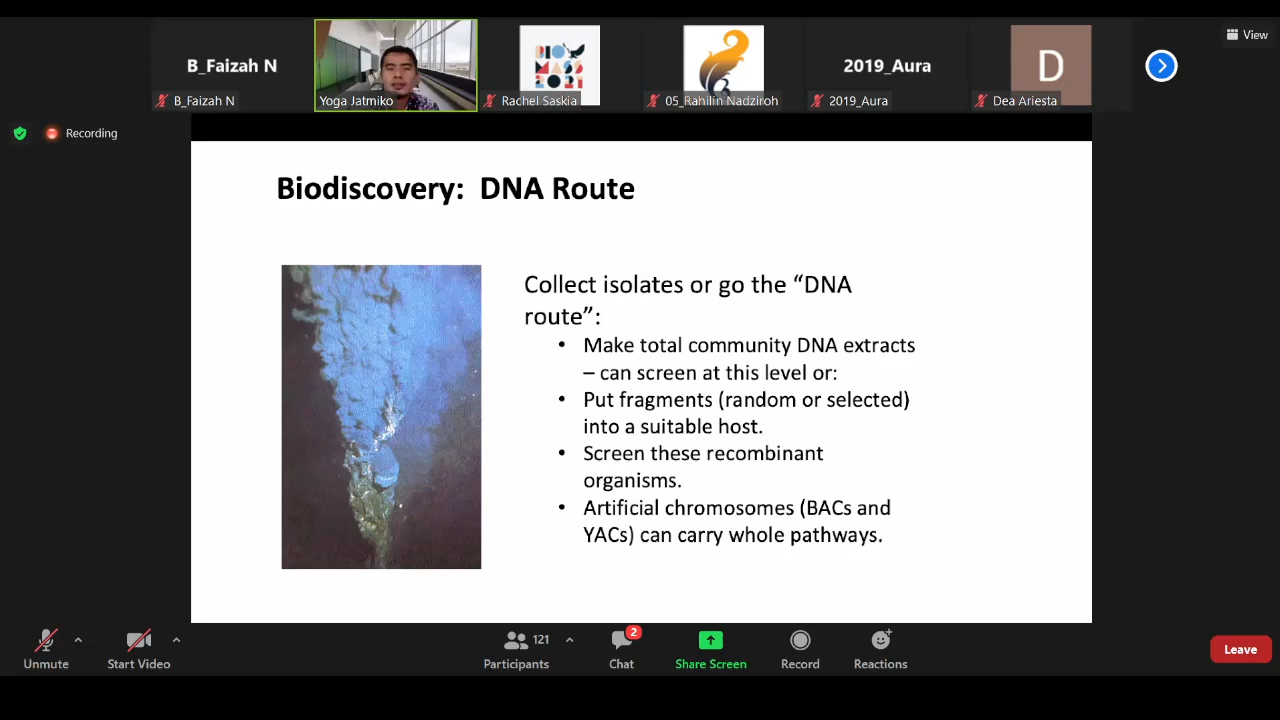 B_Faizah N
2019_Aura
D
View
BIO
MASS
2021
B_Faizah N
Yoga Jatmiko
Rachel Saskia
05_Rahilin Nadziroh
2019_Aura
Dea Ariesta
Recording
Biodiscovery: DNA Route
Collect isolates or go the “DNA
route”:
• Make total community DNA extracts
– can screen at this level or:
• Put fragments (random or selected)
into a suitable host.
• Screen these recombinant
organisms.
• Artificial chromosomes (BACs and
YACs) can carry whole pathways.
Unmute
Start Video
121
Participants
2
Chat
Share Screen
Record
Reactions
Leave